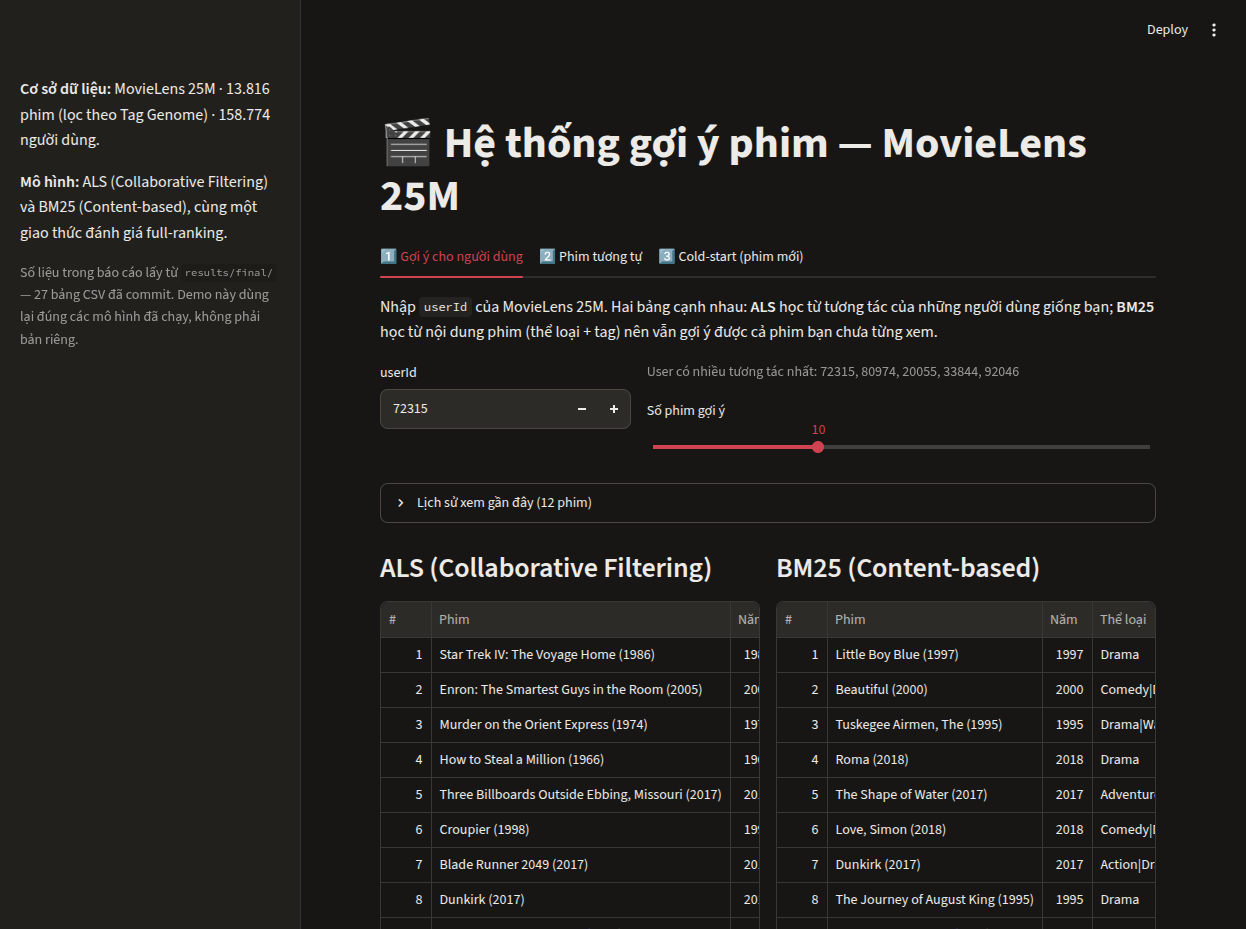 Deploy
Cơ sở dữ liệu: MovieLens 25M · 13.816
phim (lọc theo Tag Genome) · 158.774
người dùng.
Mô hình: ALS (Collaborative Filtering)
và BM25 (Content-based), cùng một
giao thức đánh giá full-ranking.
Số liệu trong báo cáo lấy từ results/final/
— 27 bảng CSV đã commit. Demo này dùng
lại đúng các mô hình đã chạy, không phải
bản riêng.
Hệ thống gợi ý phim — MovieLens
25M
1 Gợi ý cho người dùng 2 Phim tương tự 3 Cold-start (phim mới)
Nhập userId của MovieLens 25M. Hai bảng cạnh nhau: ALS học từ tương tác của những người dùng giống bạn; BM25
học từ nội dung phim (thể loại + tag) nên vẫn gợi ý được cả phim bạn chưa từng xem.
userId
72315
User có nhiều tương tác nhất: 72315, 80974, 20055, 33844, 92046
Số phim gợi ý
10
Lịch sử xem gần đây (12 phim)
ALS (Collaborative Filtering)
# Phim
1 Star Trek IV: The Voyage Home (1986)
2 Enron: The Smartest Guys in the Room (2005)
3 Murder on the Orient Express (1974)
4 How to Steal a Million (1966)
5 Three Billboards Outside Ebbing, Missouri (2017)
6 Croupier (1998)
7 Blade Runner 2049 (2017)
8 Dunkirk (2017)
BM25 (Content-based)
# Phim Năm Thể loại
1 Little Boy Blue (1997) 1997 Drama
2 Beautiful (2000) 2000 Comedy|
3 Tuskegee Airmen, The (1995) 1995 Drama|
4 Roma (2018) 2018 Drama
5 The Shape of Water (2017) 2017 Adventur
6 Love, Simon (2018) 2018 Comedy|
7 Dunkirk (2017) 2017 Action|Dr
8 The Journey of August King (1995) 1995 Drama